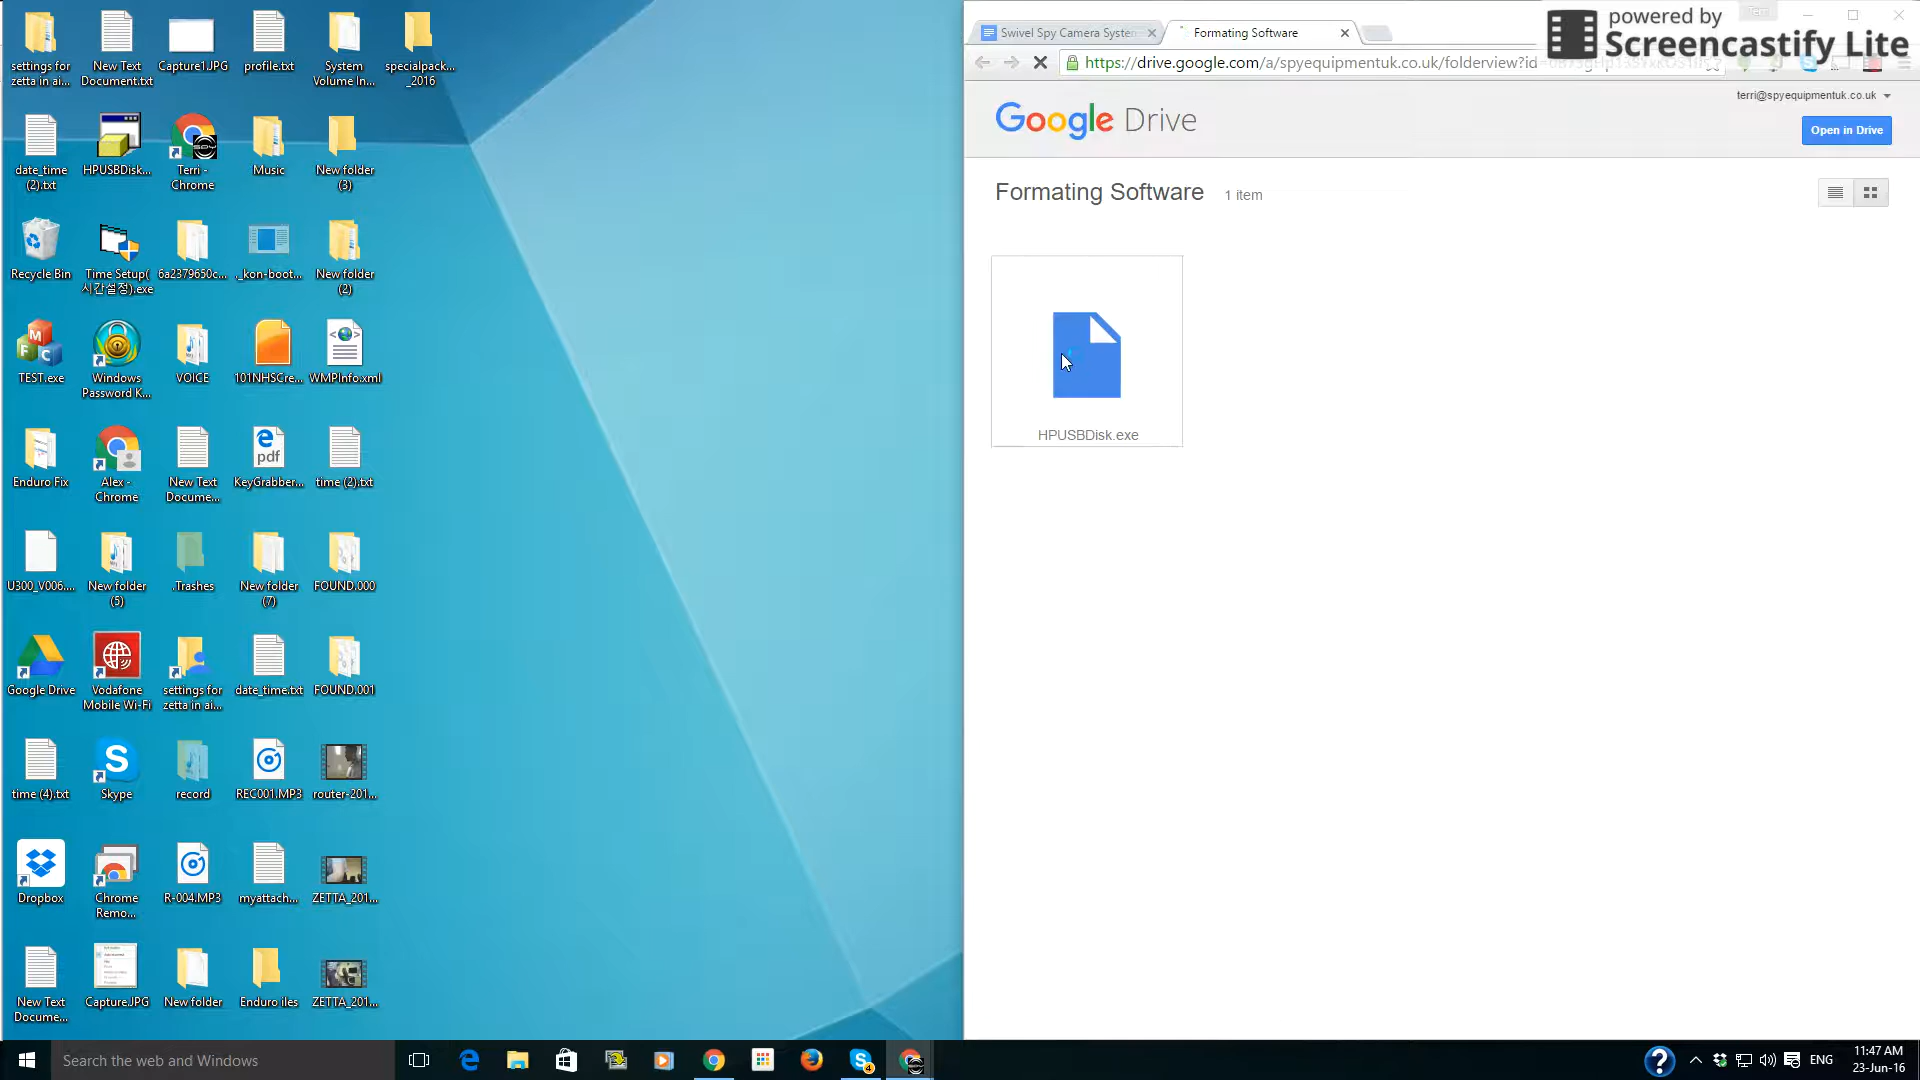 settings for
zetta in ai...
New Text
Document.txt
Capture1.JPG
profile.txt
System
Volume In...
specialpack...
_2016
date_time
(2).txt
HPUSBDisk...
Terri -
Chrome
Music
New folder
(3)
Recycle Bin
Time Setup(
시간설정).exe
6a2379650c...
._kon-boot...
New folder
(2)
TEST.exe
Windows
Password K...
VOICE
101NHSCre...
WMPInfo.xml
Enduro Fix
Alex -
Chrome
New Text
Docume...
pdf
KeyGrabber...
time (2).txt
U300_V006....
New folder
(5)
.Trashes
New folder
(7)
FOUND.000
Google Drive
Vodafone
Mobile Wi-Fi
settings for
zetta in ai...
date_time.txt
FOUND.001
time (4).txt
Skype
record
REC001.MP3
router-201...
Dropbox
Chrome
Remo...
R-004.MP3
myattach...
ZETTA_201...
New Text
Docume...
Capture.JPG
New folder
Enduro iles
ZETTA_201...
Swivel Spy Camera System
Formating Software
powered by
Screencastify Lite
https://drive.google.com/a/spyequipmentuk.co.uk/folderview?id=
Google Drive
terri@spyequipmentuk.co.uk
Open in Drive
Formating Software 1 item
HPUSBDisk.exe
Search the web and Windows
ENG
11:47 AM
23-Jun-16